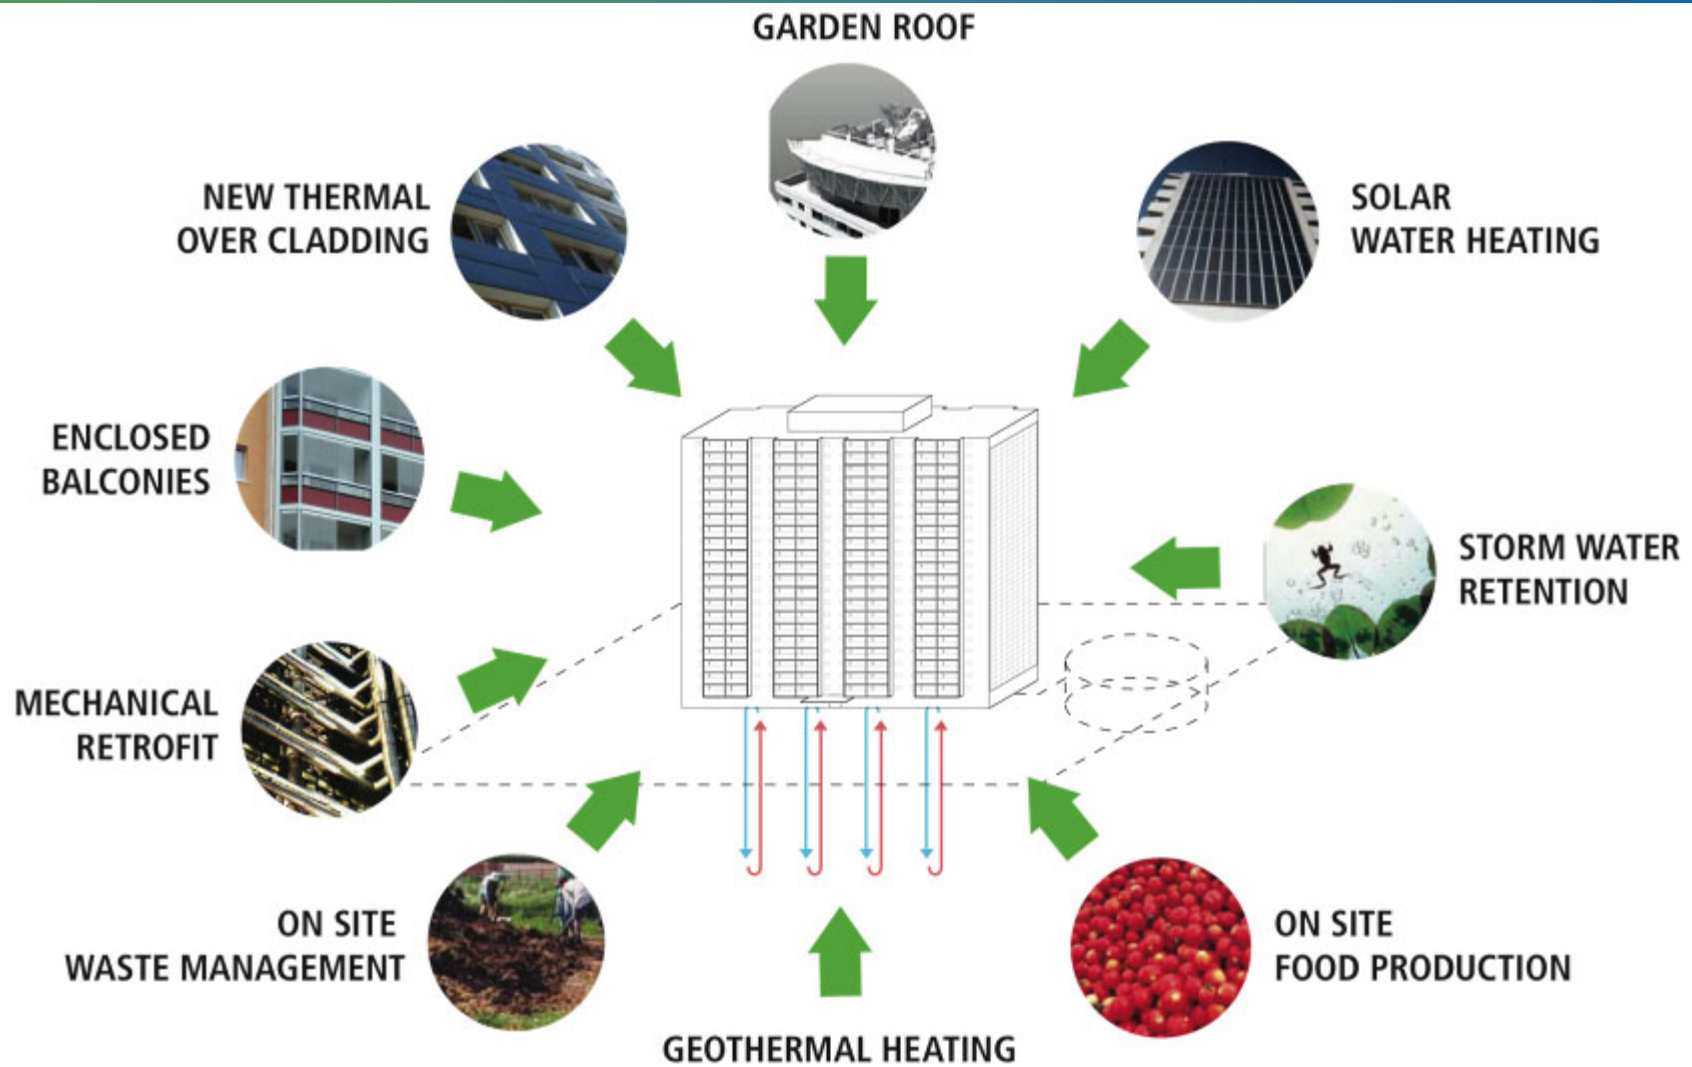 GARDEN ROOF
NEW THERMAL
OVER CLADDING
SOLAR
WATER HEATING
ENCLOSED
BALCONIES
STORM WATER
RETENTION
MECHANICAL
RETROFIT
ON SITE
WASTE MANAGEMENT
ON SITE
FOOD PRODUCTION
GEOTHERMAL HEATING